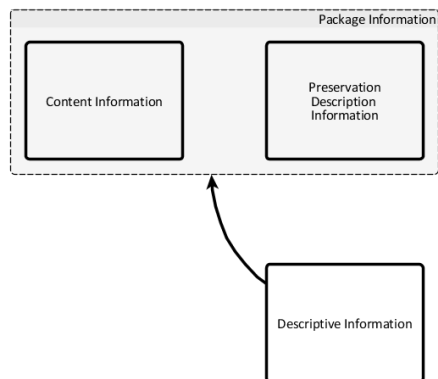 Package Information
Content Information
Preservation
Description
Information
Descriptive Information